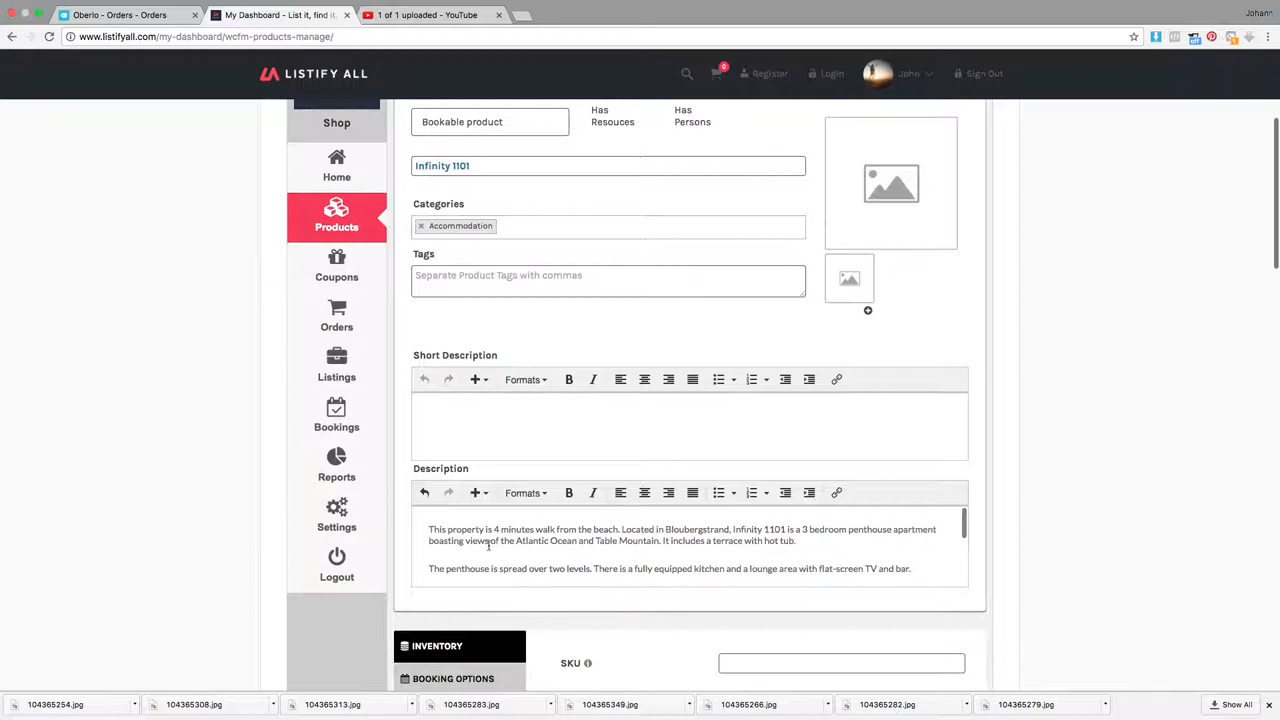 Oberlo - Orders - Orders
My Dashboard - List it, find it,
1 of 1 uploaded - YouTube
Johann
www.listifyall.com/my-dashboard/wcfm-products-manage/
LISTIFY ALL
0
Register
Login
John
Sign Out
Shop
Home
Products
Coupons
Orders
Listings
Bookings
Reports
Settings
Logout
Bookable product
Has
Resouces
Has
Persons
Infinity 1101
Categories
× Accommodation
Tags
Separate Product Tags with commas
Short Description
Formats
Description
Formats
This property is 4 minutes walk from the beach. Located in Bloubergstrand, Infinity 1101 is a 3 bedroom penthouse apartment
boasting views of the Atlantic Ocean and Table Mountain. It includes a terrace with hot tub.
The penthouse is spread over two levels. There is a fully equipped kitchen and a lounge area with flat-screen TV and bar.
INVENTORY
SKU
BOOKING OPTIONS
104365254.jpg
104365308.jpg
104365313.jpg
104365283.jpg
104365349.jpg
104365266.jpg
104365282.jpg
104365279.jpg
Show All